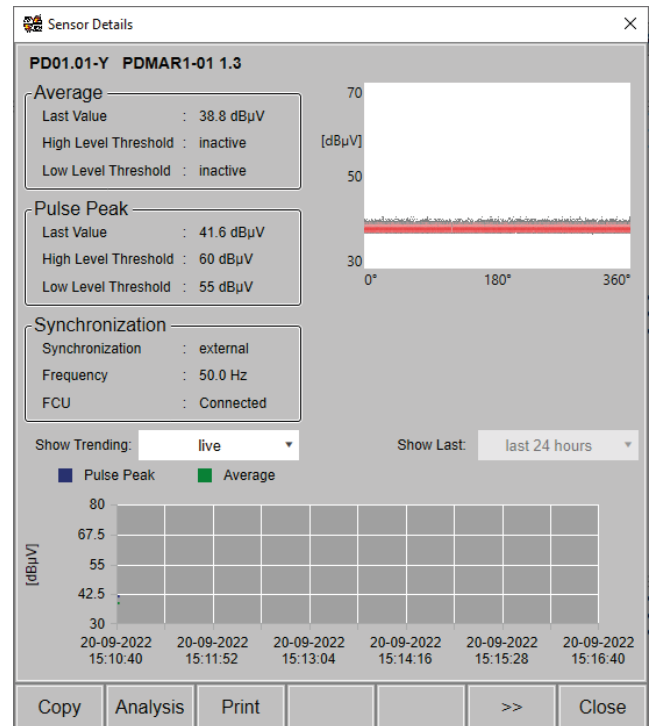 Sensor Details
PD01.01-Y PDMAR1-01 1.3
Average
Last Value : 38.8 dBµV
High Level Threshold : inactive
Low Level Threshold : inactive
Pulse Peak
Last Value : 41.6 dBµV
High Level Threshold : 60 dBµV
Low Level Threshold : 55 dBµV
Synchronization
Synchronization : external
Frequency : 50.0 Hz
FCU : Connected
70
[dBµV]
50
30
0° 180° 360°
Show Trending: live Show Last: last 24 hours
Pulse Peak Average
80
67.5
[dBµV]
55
42.5
30
20-09-2022 20-09-2022 20-09-2022 20-09-2022 20-09-2022 20-09-2022
15:10:40 15:11:52 15:13:04 15:14:16 15:15:28 15:16:40
Copy Analysis Print >> Close